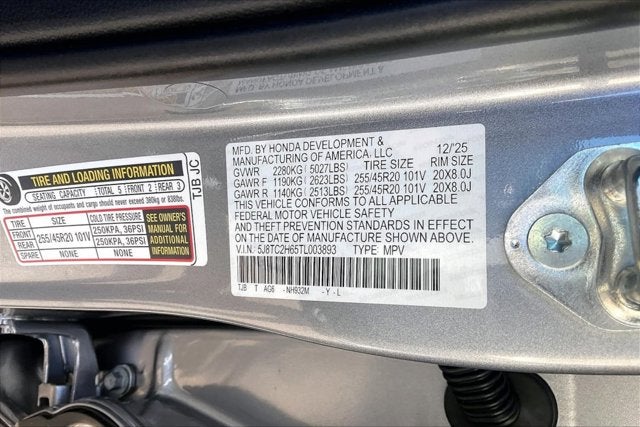 TIRE AND LOADING INFORMATION
SEATING CAPACITY TOTAL 5 FRONT 2 REAR 3
The combined weight of occupants and cargo should never exceed 380kg or 838lbs.
TIRE SIZE COLD TIRE PRESSURE
FRONT 255/45R20 101V 250KPA, 36PSI
REAR 250KPA, 36PSI
SPARE NONE NONE
SEE OWNER'S
MANUAL FOR
ADDITIONAL
INFORMATION
TJB JC
MFD. BY HONDA DEVELOPMENT & 12/25
MANUFACTURING OF AMERICA, LLC
GVWR 2280KG(5027LBS) TIRE SIZE RIM SIZE
GAWR F 1190KG(2623LBS) 255/45R20 101V 20X8.0J
GAWR R 1140KG(2513LBS) 255/45R20 101V 20X8.0J
THIS VEHICLE CONFORMS TO ALL APPLICABLE
FEDERAL MOTOR VEHICLE SAFETY
AND THEFT PREVENTION STANDARDS IN EFFECT
ON THE DATE OF MANUFACTURE SHOWN ABOVE.
V.I.N. 5J8TC2H65TL003893 TYPE: MPV
TJB T AG6 -NH932M -Y-L